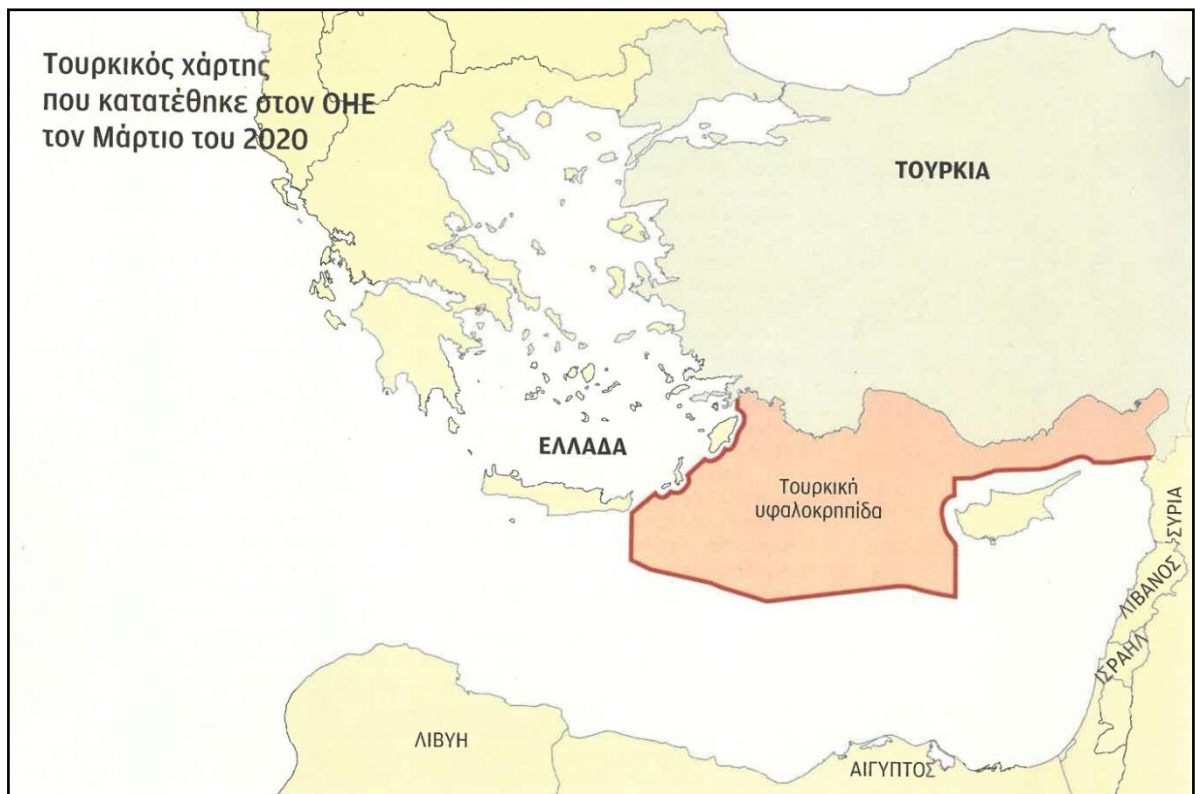 Τουρκικός χάρτης
που κατατέθηκε στον ΟΗΕ
τον Μάρτιο του 2020
ΤΟΥΡΚΙΑ
ΕΛΛΑΔΑ
Τουρκική
υφαλοκρηπίδα
ΣΥΡΙΑ
ΛΙΒΑΝΟΣ
ΙΣΡΑΗΛ
ΛΙΒΥΗ
ΑΙΓΥΠΤΟΣ